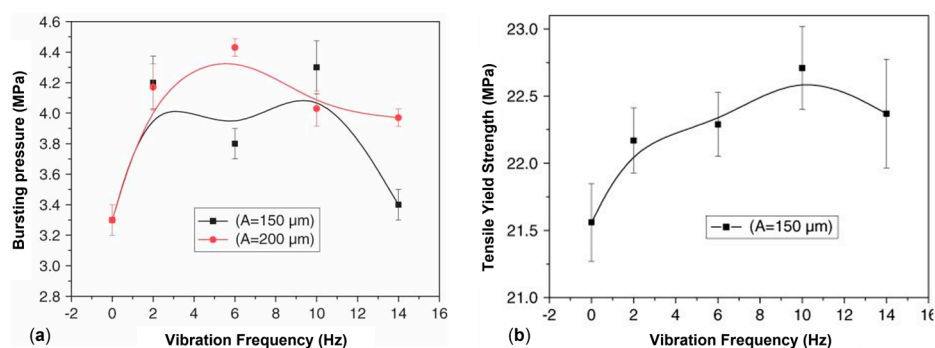 4.6
4.4
4.2
4.0
3.8
3.6
3.4
3.2
3.0
2.8
Bursting pressure (MPa)
(A=150 μm)
(A=200 μm)
-2 0 2 4 6 8 10 12 14 16
(a)
Vibration Frequency (Hz)
23.0
22.5
22.0
21.5
21.0
Tensile Yield Strength (MPa)
(A=150 μm)
-2 0 2 4 6 8 10 12 14 16
(b)
Vibration Frequency (Hz)